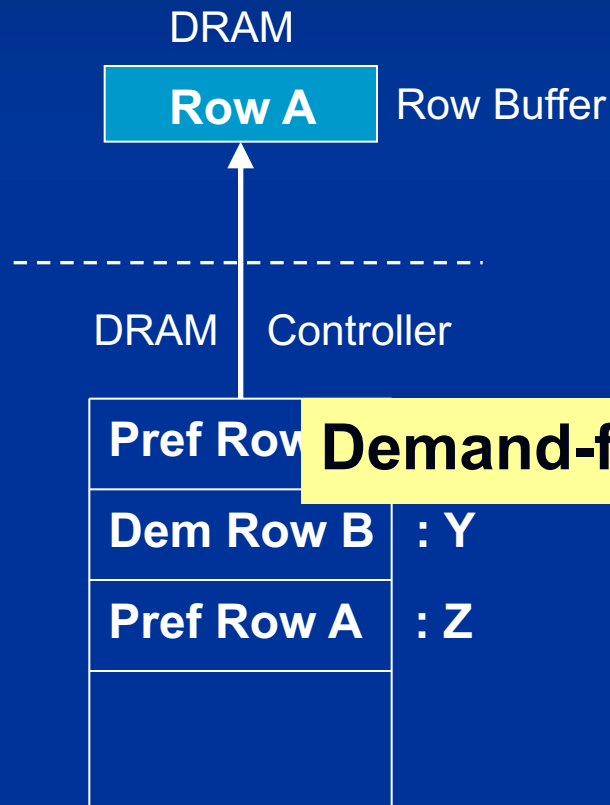 DRAM
Row A
Row Buffer
DRAM Controller
Pref Row
Demand-f
Dem Row B : Y
Pref Row A : Z